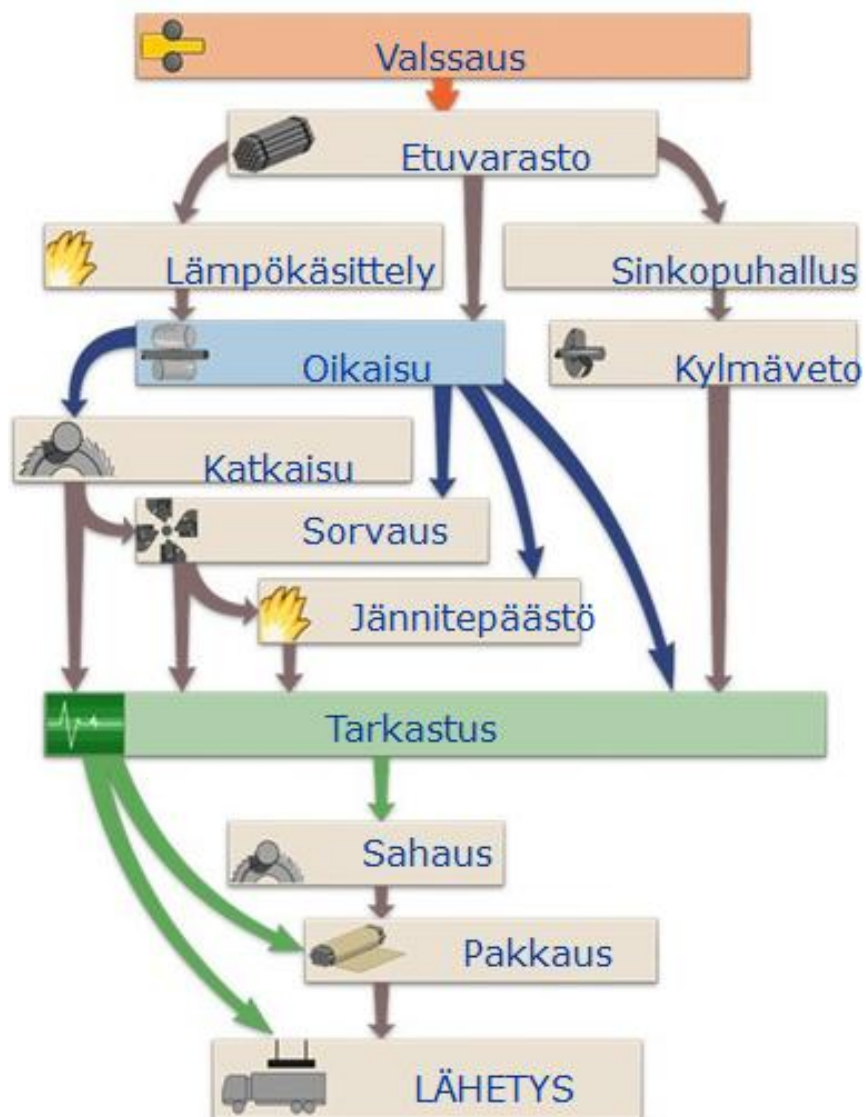 Valssaus
Etuvarasto
Lämpökäsittely
Sinkopuhallus
Oikaisu
Kylmäveto
Katkaisu
Sorvaus
Jännitepäästö
Tarkastus
Sahaus
Pakkaus
LÄHETYS